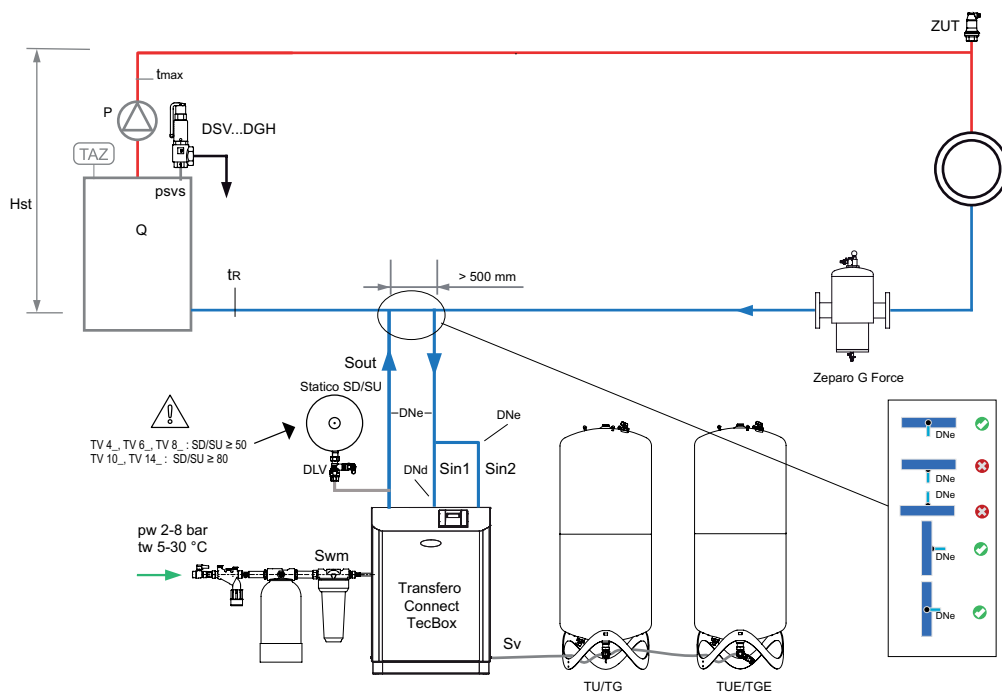 ZUT
tmax
P
DSV...DGH
TAZ
psvs
Hst
Q
tR
> 500 mm
Zeparo G Force
Sout
Statico SD/SU
DNe
DNe
TV 4_, TV 6_, TV 8_ : SD/SU ≥ 50
TV 10_, TV 14_ : SD/SU ≥ 80
DLV
DNd
Sin1
Sin2
DNe
DNe
DNe
DNe
DNe
pw 2-8 bar
tw 5-30 °C
Swm
Transfero
Connect
TecBox
Sv
TU/TG
TUE/TGE